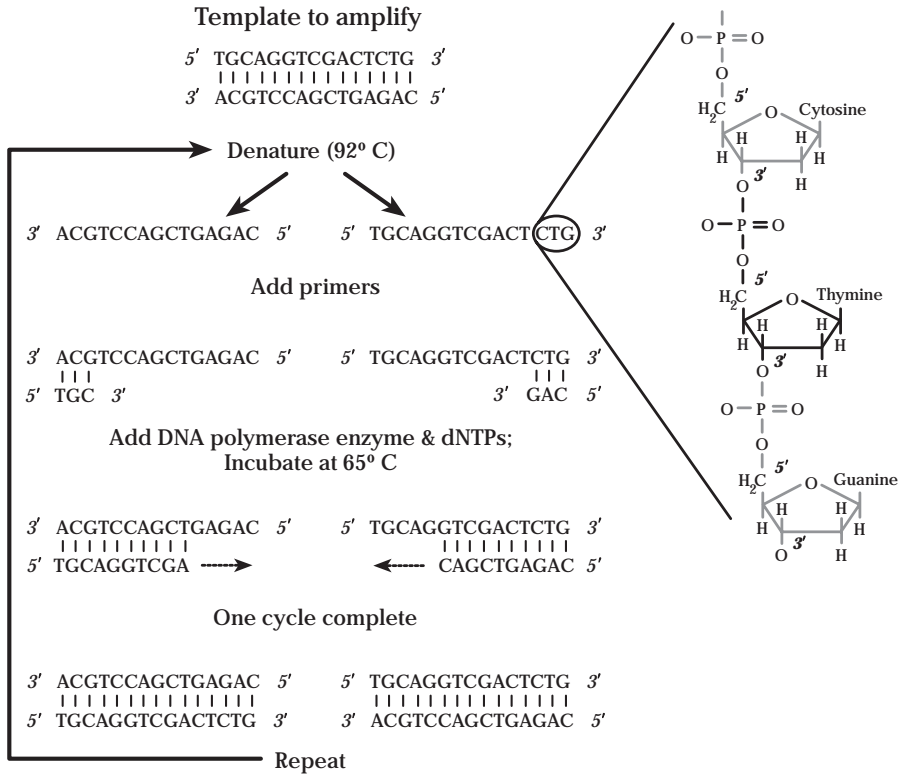 Template to amplify
5′ TGCAGGTCGACTCTG 3′
3′ ACGTCCAGCTGAGAC 5′
Denature (92º C)
3′ ACGTCCAGCTGAGAC 5′ 5′ TGCAGGTCGACTCTG 3′
Add primers
3′ ACGTCCAGCTGAGAC 5′ 5′ TGCAGGTCGACTCTG 3′
5′ TGC 3′ 3′ GAC 5′
Add DNA polymerase enzyme & dNTPs;
Incubate at 65º C
3′ ACGTCCAGCTGAGAC 5′ 5′ TGCAGGTCGACTCTG 3′
5′ TGCAGGTCGA CAGCTGAGAC 5′
One cycle complete
3′ ACGTCCAGCTGAGAC 5′ 5′ TGCAGGTCGACTCTG 3′
5′ TGCAGGTCGACTCTG 3′ 3′ ACGTCCAGCTGAGAC 5′
Repeat
O P O
O
H2C 5′ O Cytosine
H H H
3′ H
O
O P O
O
5′
H2C O Thymine
H H H H
3′ H
O
O P O
O
5′
H2C O Guanine
H H H H
3′ H
O